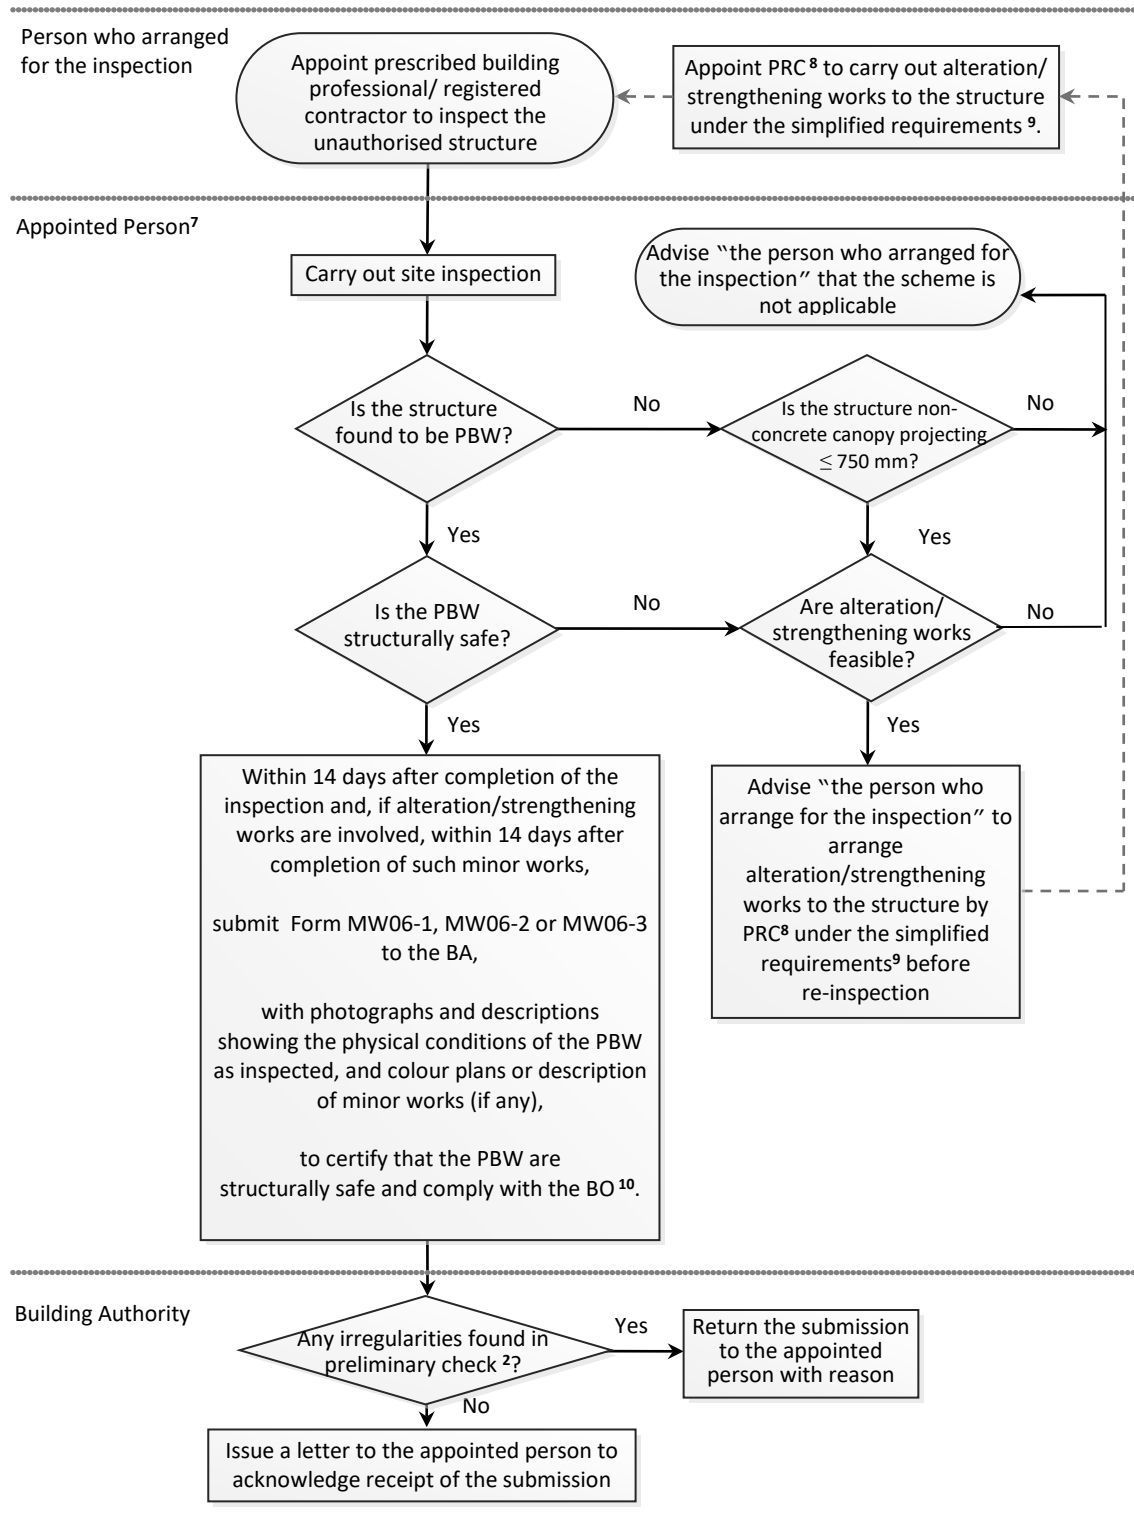 Person who arranged
for the inspection
Appoint prescribed building
professional/ registered
contractor to inspect the
unauthorised structure
Appoint PRC 8 to carry out alteration/
strengthening works to the structure
under the simplified requirements 9.
Appointed Person7
Carry out site inspection
Advise “the person who arranged for
the inspection” that the scheme is
not applicable
Is the structure
found to be PBW?
No
Is the structure non-
concrete canopy projecting
≤ 750 mm?
No
Yes
Yes
Is the PBW
structurally safe?
No
Are alteration/
strengthening works
feasible?
No
Yes
Yes
Within 14 days after completion of the
inspection and, if alteration/strengthening
works are involved, within 14 days after
completion of such minor works,
submit Form MW06-1, MW06-2 or MW06-3
to the BA,
with photographs and descriptions
showing the physical conditions of the PBW
as inspected, and colour plans or description
of minor works (if any),
to certify that the PBW are
structurally safe and comply with the BO 10.
Advise “the person who
arrange for the inspection” to
arrange
alteration/strengthening
works to the structure by
PRC8 under the simplified
requirements9 before
re-inspection
Building Authority
Any irregularities found in
preliminary check 2?
Yes
Return the submission
to the appointed
person with reason
No
Issue a letter to the appointed person to
acknowledge receipt of the submission